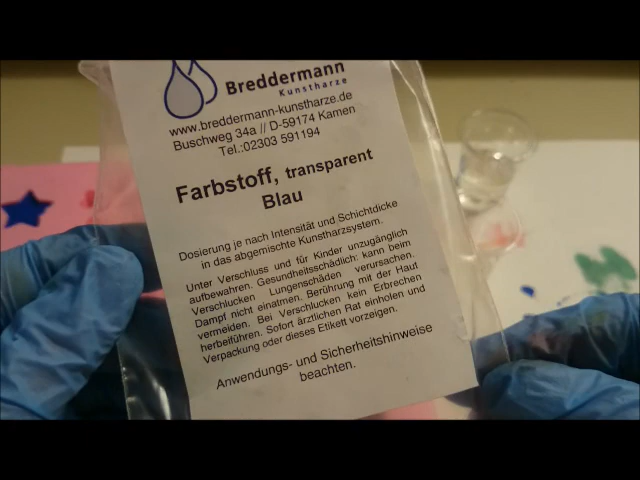 Breddermann
Kunstharze
www.breddermann-kunstharze.de
Buschweg 34a // D-59174 Kamen
Tel.:02303 591194
Farbstoff, transparent
Blau
Dosierung je nach Intensität und Schichtdicke
in das abgemischte Kunstharzsystem.
Unter Verschluss und für Kinder unzugänglich
aufbewahren. Gesundheitsschädlich: kann beim
Verschlucken Lungenschäden verursachen.
Dampf nicht einatmen. Berührung mit der Haut
vermeiden. Bei Verschlucken kein Erbrechen
herbeiführen. Sofort ärztlichen Rat einholen und
Verpackung oder dieses Etikett vorzeigen.
Anwendungs- und Sicherheitshinweise
beachten.